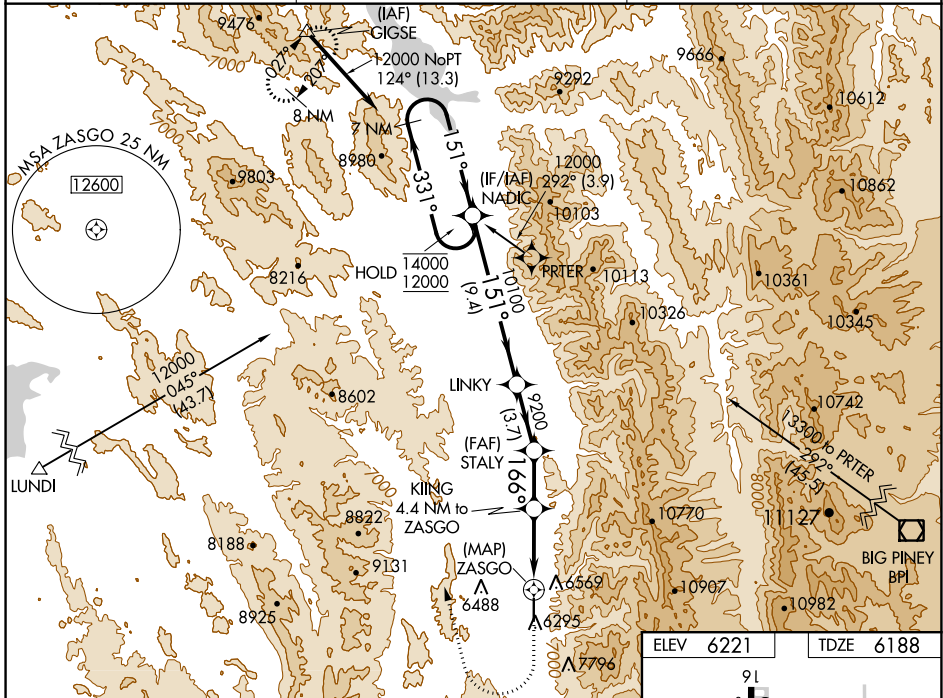 9476
(IAF)
GIGSE
12000 NoPT
124° (13.3)
027°
207°
8 NM
7 NM
8980
9292
9666
10612
MSA ZASGO 25 NM
12600
9803
151°
331°
12000
292° (3.9)
(IF/IAF)
NADIC
10103
10862
8216
HOLD
14000
12000
PRTER
10113
10361
10100
151°
(9.4)
10326
10345
12000
045°
(43.7)
8602
LINKY
9200
(3.7)
10742
13300 to PRTER
292°
(45.5)
LUNDI
(FAF)
STALY
166°
KIING
4.4 NM to
ZASGO
8822
8188
10770
11127
BIG PINEY
BPI
(MAP)
ZASGO
9131
6488
6569
8925
6295
10907
10982
7796
ELEV 6221
TDZE 6188
16